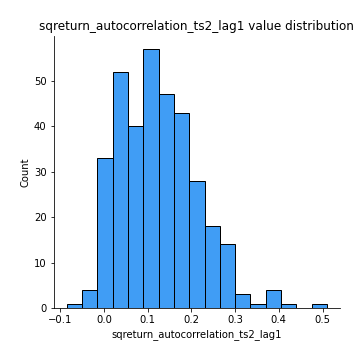 sqreturn_autocorrelation_ts2_lag1 value distribution
50
40
30
20
10
0
Count
−0.1 0.0 0.1 0.2 0.3 0.4 0.5
sqreturn_autocorrelation_ts2_lag1